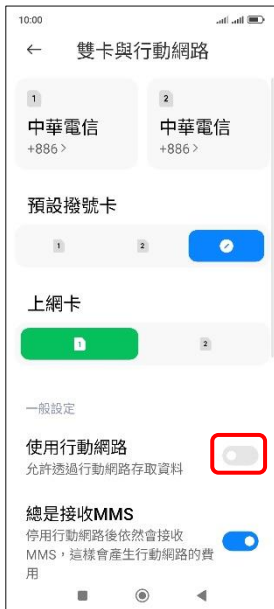 10:00
雙卡與行動網路
1
2
中華電信
中華電信
+886 >
+886 >
預設撥號卡
1
2
上網卡
1
2
一般設定
使用行動網路
允許透過行動網路存取資料
總是接收MMS
停用行動網路後依然會接收
MMS，這樣會產生行動網路的費
用